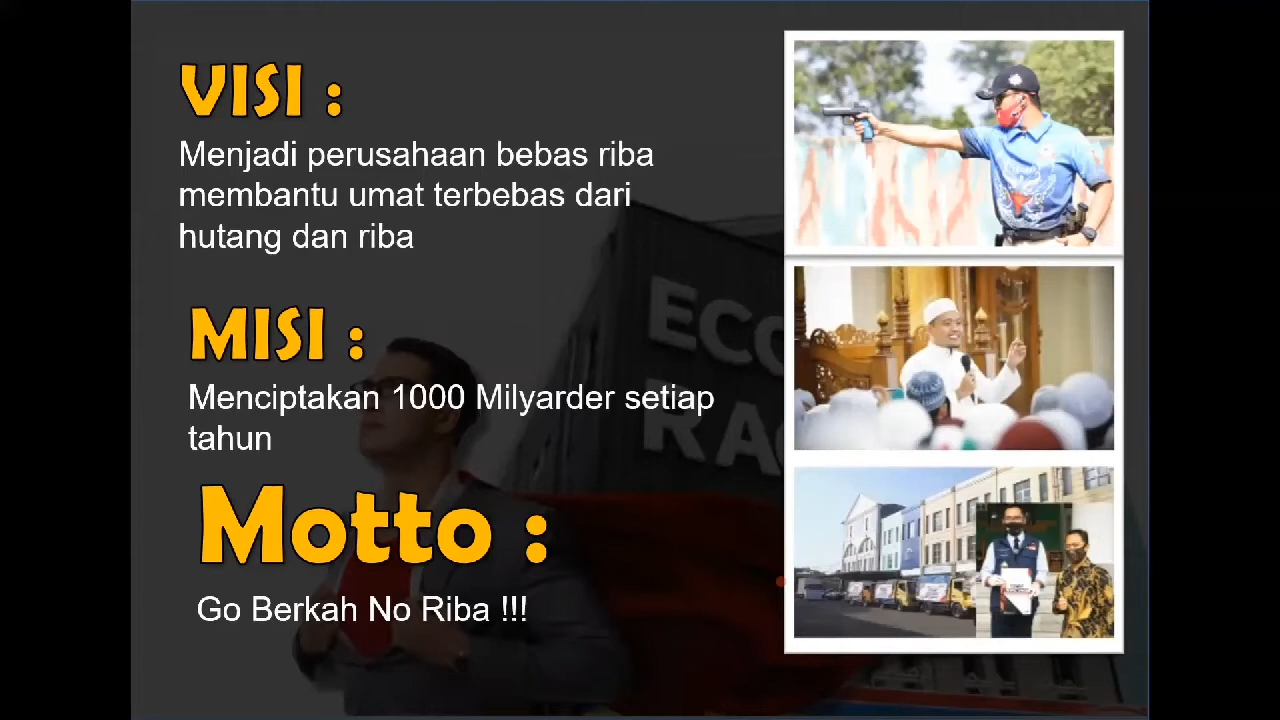 VISI :
Menjadi perusahaan bebas riba
membantu umat terbebas dari
hutang dan riba
MISI :
Menciptakan 1000 Milyarder setiap
tahun
Motto :
Go Berkah No Riba !!!